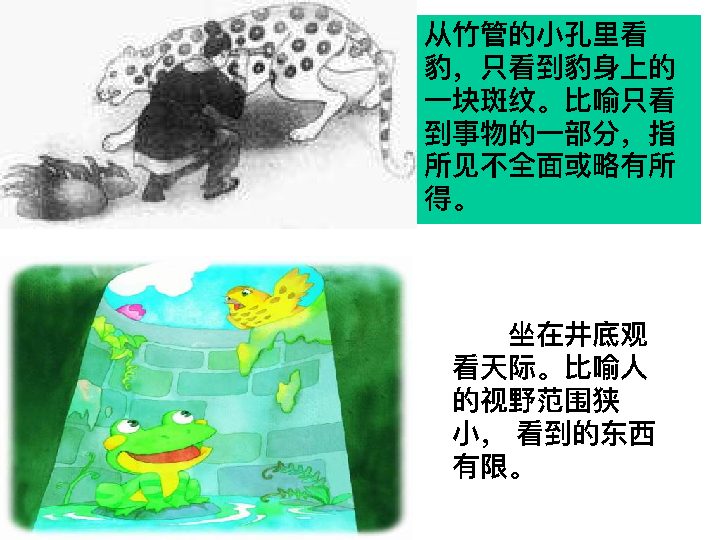 从竹管的小孔里看
豹，只看到豹身上的
一块斑纹。比喻只看
到事物的一部分，指
所见不全面或略有所
得。
坐在井底观
看天际。比喻人
的视野范围狭
小， 看到的东西
有限。